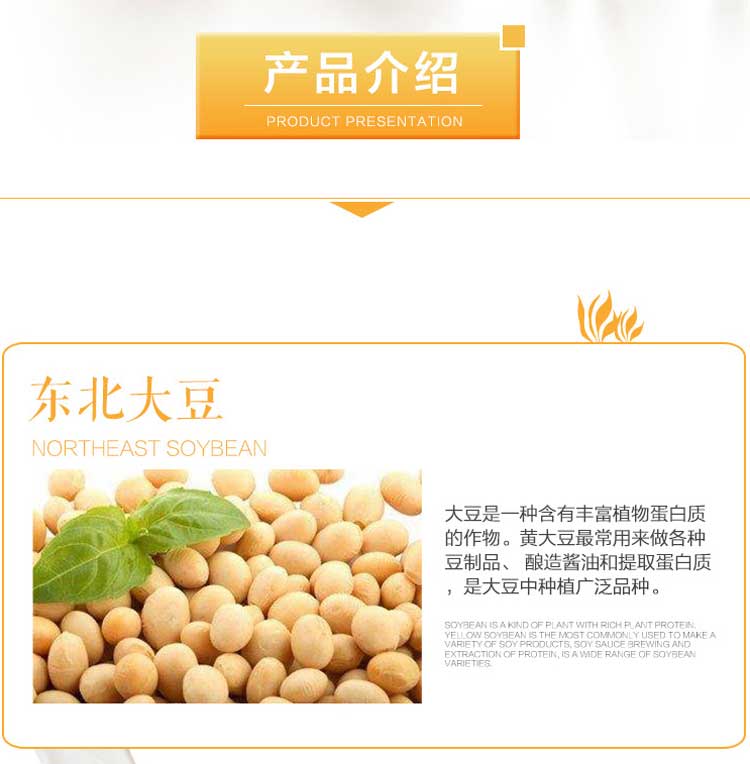 产品介绍
PRODUCT PRESENTATION
东北大豆
NORTHEAST SOYBEAN
大豆是一种含有丰富植物蛋白质
的作物。黄大豆最常用来做各种
豆制品、 酿造酱油和提取蛋白质
，是大豆中种植广泛品种。
SOYBEAN IS A KIND OF PLANT WITH RICH PLANT PROTEIN.
YELLOW SOYBEAN IS THE MOST COMMONLY USED TO MAKE A
VARIETY OF SOY PRODUCTS, SOY SAUCE BREWING AND
EXTRACTION OF PROTEIN, IS A WIDE RANGE OF SOYBEAN
VARIETIES.